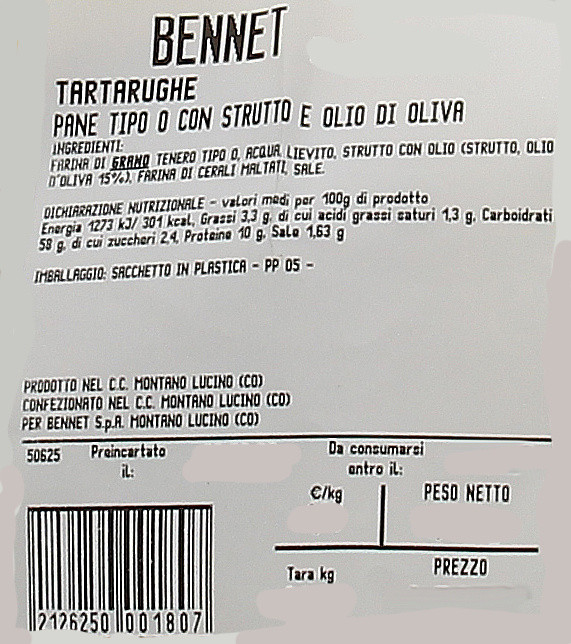 BENNET
TARTARUGHE
PANE TIPO 0 CON STRUTTO E OLIO DI OLIVA
INGREDIENTI:
FARINA DI GRANO TENERO TIPO 0, ACQUA, LIEVITO, STRUTTO CON OLIO (STRUTTO, OLIO
D'OLIVA 15%), FARINA DI CERALI MALTATI, SALE.
DICHIARAZIONE NUTRIZIONALE - valori medi per 100g di prodotto
Energia 1273 kJ/ 301 kcal, Grassi 3,3 g, di cui acidi grassi saturi 1,3 g, Carboidrati
58 g, di cui zuccheri 2,4, Proteine 10 g, Sale 1,63 g
IMBALLAGGIO: SACCHETTO IN PLASTICA - PP 05 -
PRODOTTO NEL C.C. MONTANO LUCINO (CO)
CONFEZIONATO NEL C.C. MONTANO LUCINO (CO)
PER BENNET S.p.A. MONTANO LUCINO (CO)
50625 Preincartato il:
Da consumarsi entro il:
€/kg PESO NETTO
Tara kg PREZZO
2126250 001807